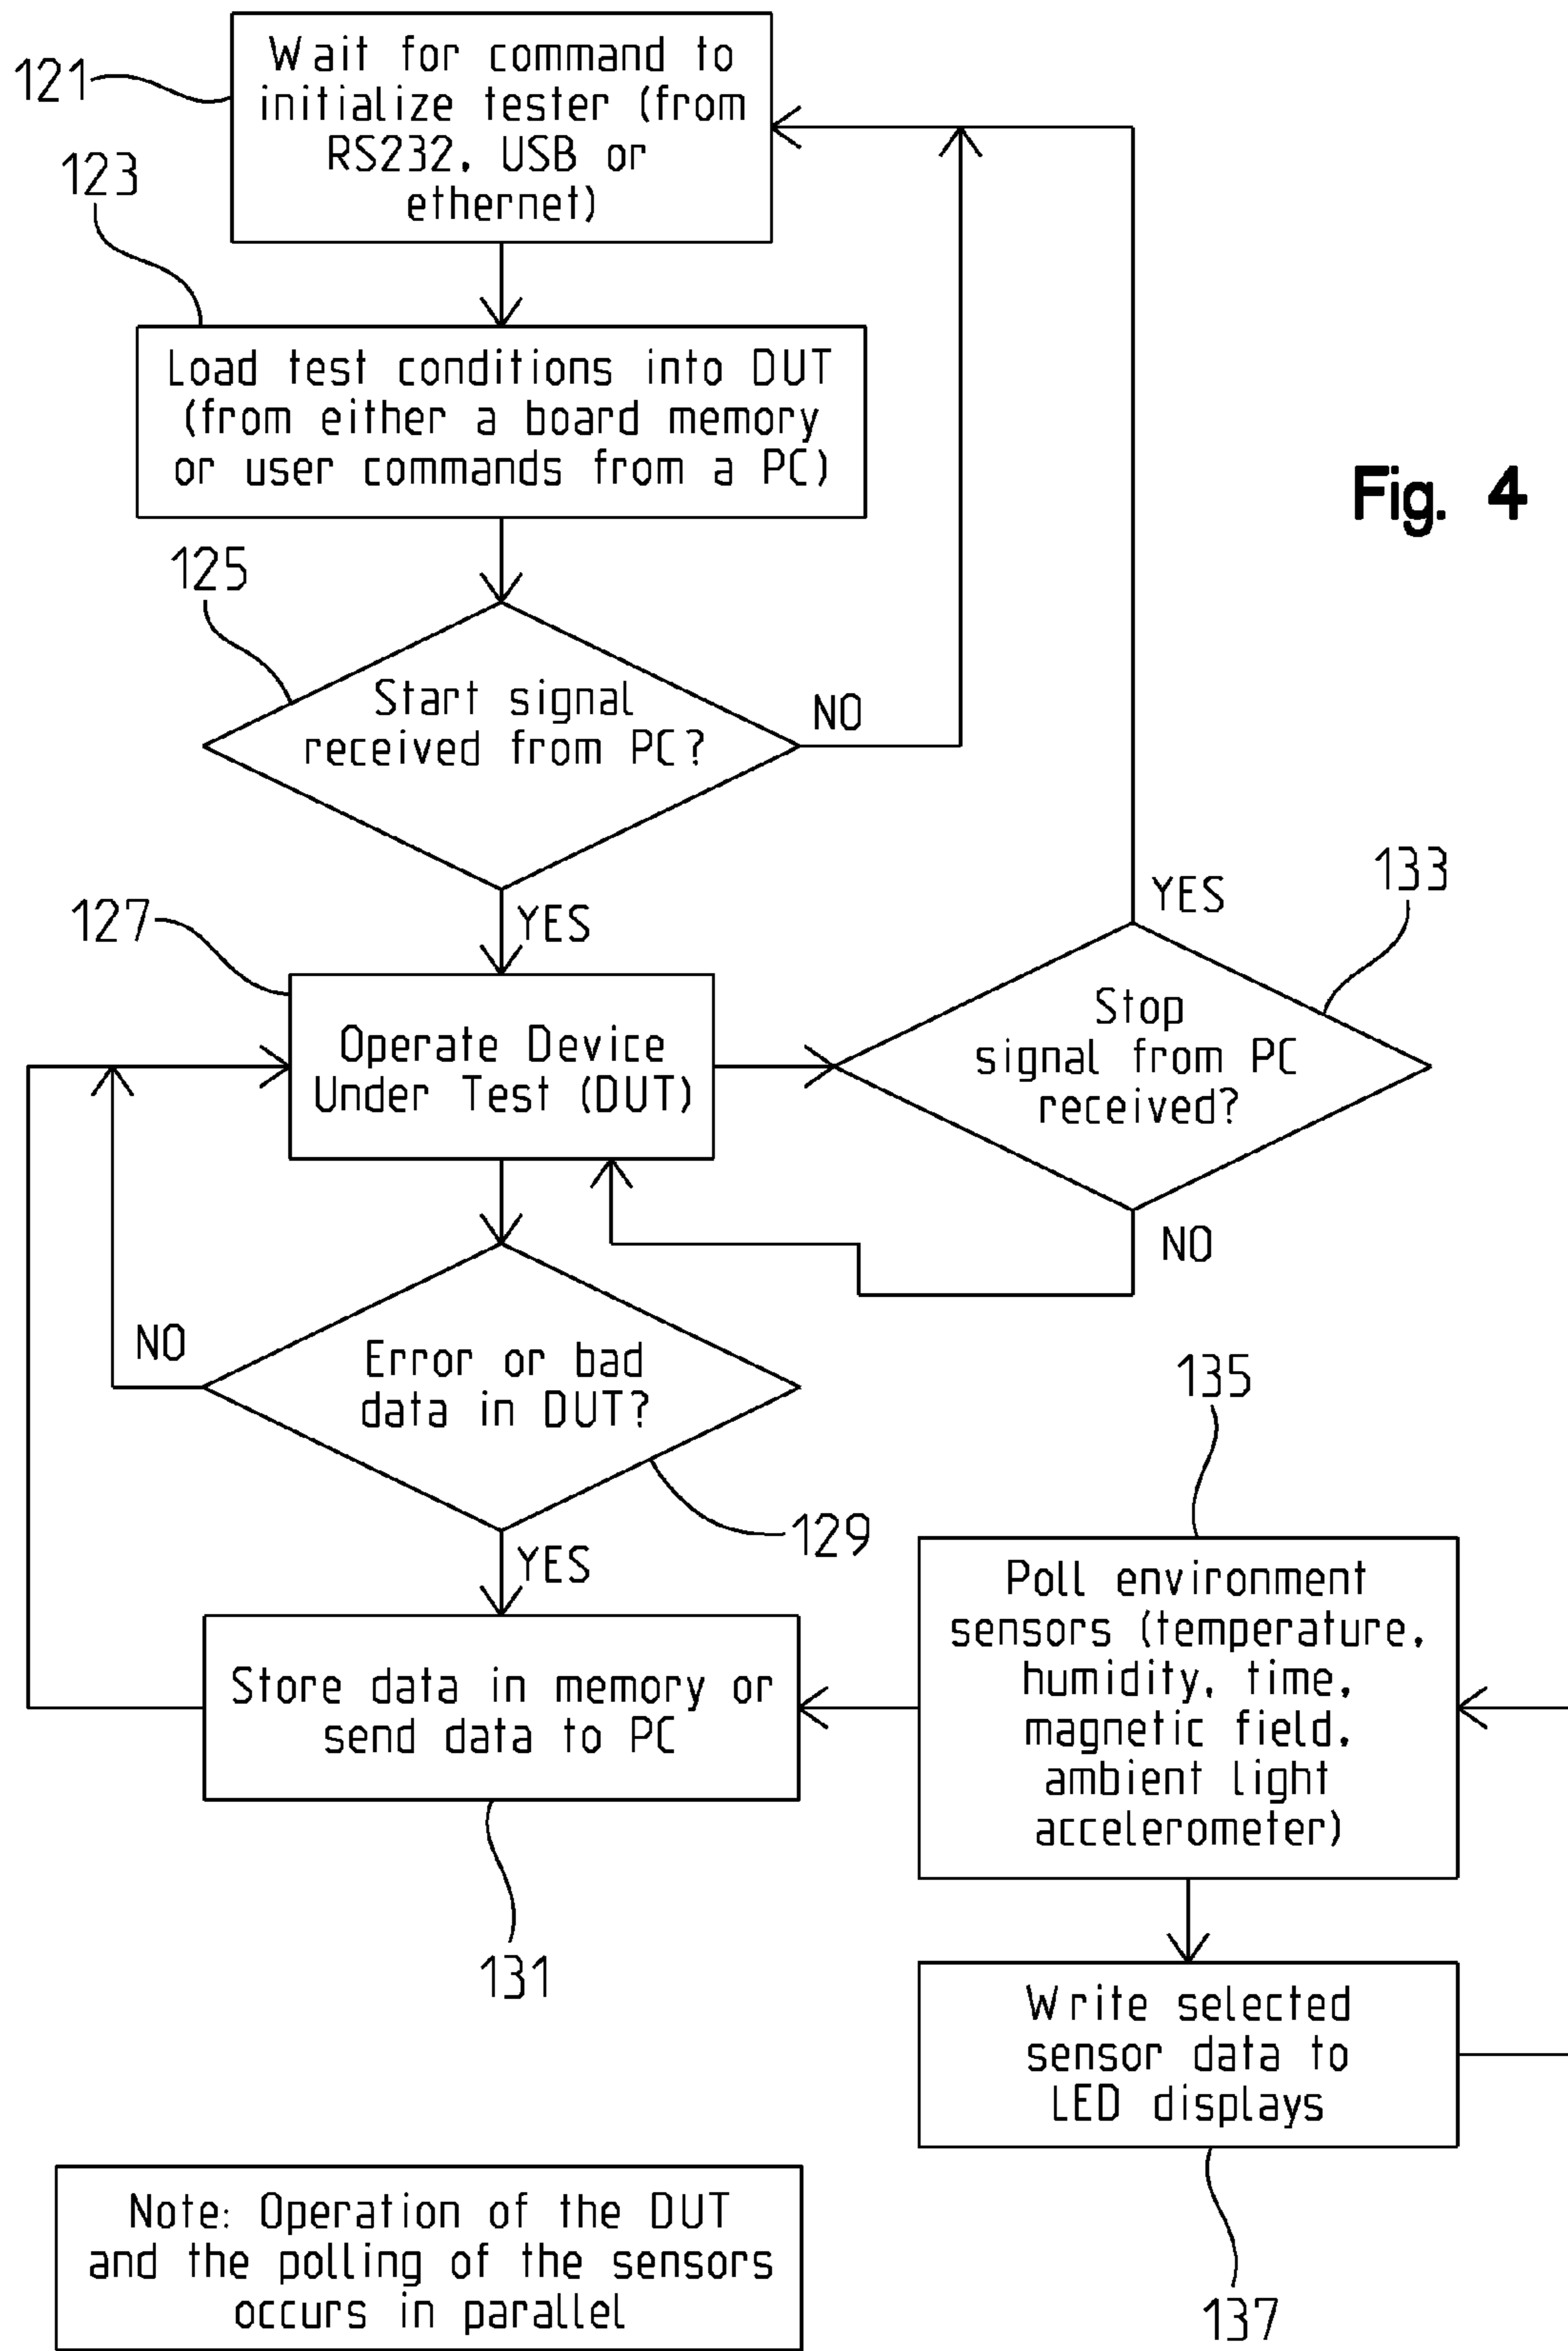 121
Wait for command to
initialize tester (from
RS232, USB or
ethernet)
123
Load test conditions into DUT
(from either a board memory
or user commands from a PC)
Fig. 4
125
Start signal
received from PC?
NO
YES
127
Operate Device
Under Test (DUT)
YES
133
Stop
signal from PC
received?
NO
NO
Error or bad
data in DUT?
129
YES
Store data in memory or
send data to PC
131
135
Poll environment
sensors (temperature,
humidity, time,
magnetic field,
ambient light
accelerometer)
Write selected
sensor data to
LED displays
137
Note: Operation of the DUT
and the polling of the sensors
occurs in parallel